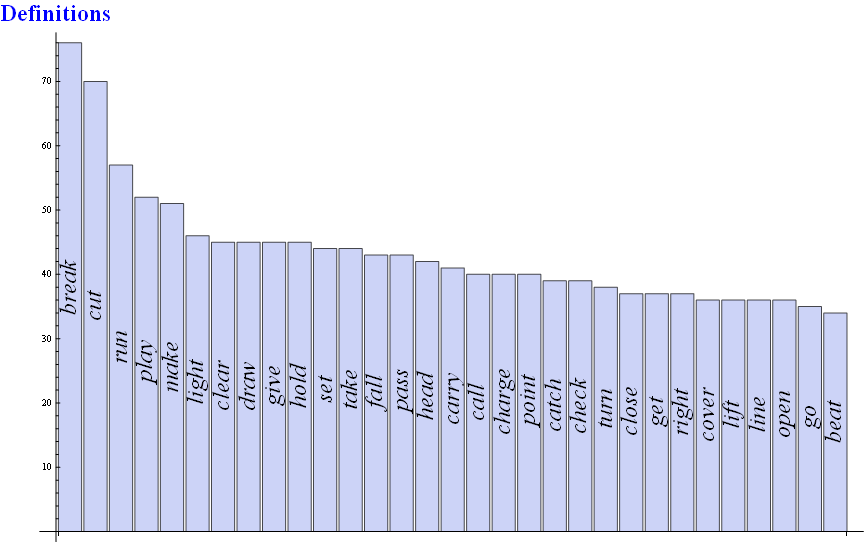 Definitions
70
60
50
40
30
20
10
break
cut
run
play
make
light
clear
draw
give
hold
set
take
fall
pass
head
carry
call
charge
point
catch
check
turn
close
get
right
cover
lift
line
open
go
beat